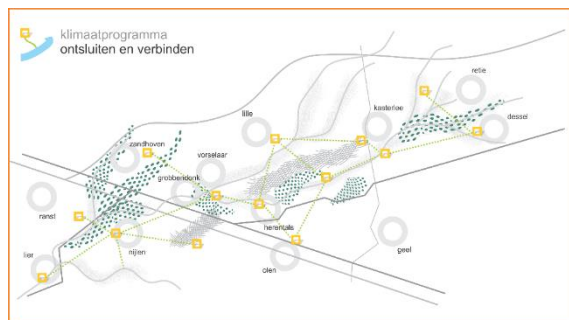 klimaatprogramma
ontsluiten en verbinden
retie
kasterlee
lille
dessel
zandhoven
vorselaar
grobbendonk
ranst
herentals
geel
nijlen
lier
olen